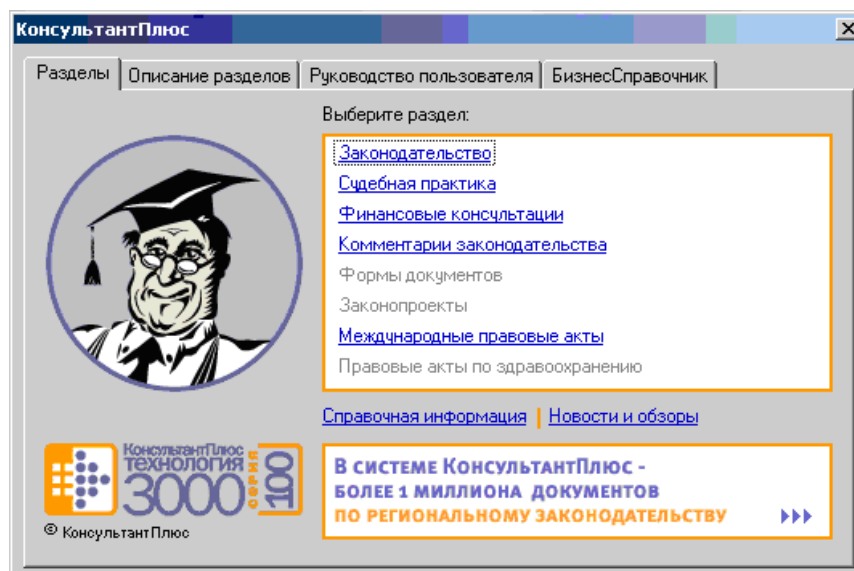 КонсультантПлюс
Разделы Описание разделов Руководство пользователя БизнесСправочник
Выберите раздел:
Законодательство
Судебная практика
Финансовые консультации
Комментарии законодательства
Формы документов
Законопроекты
Международные правовые акты
Правовые акты по здравоохранению
Справочная информация | Новости и обзоры
КонсультантПлюс
ТЕХНОЛОГИЯ
3000
серия
100
© КонсультантПлюс
В СИСТЕМЕ КОНСУЛЬТАНТПЛЮС -
БОЛЕЕ 1 МИЛЛИОНА ДОКУМЕНТОВ
ПО РЕГИОНАЛЬНОМУ ЗАКОНОДАТЕЛЬСТВУ